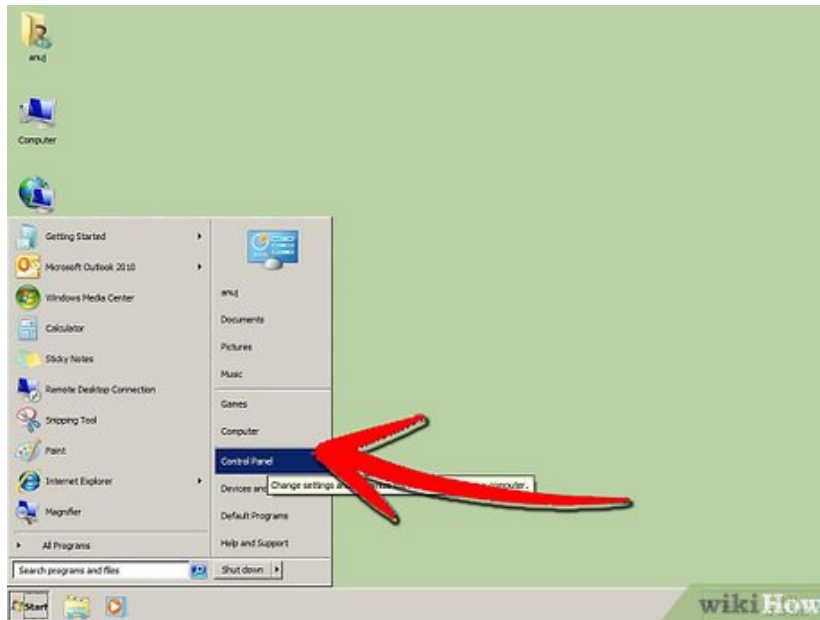 anuj
Computer
Getting Started
Microsoft Outlook 2010
Windows Media Center
Calculator
Sticky Notes
Remote Desktop Connection
Snipping Tool
Paint
Internet Explorer
Magnifier
All Programs
Search programs and files
anuj
Documents
Pictures
Music
Games
Computer
Control Panel
Change settings a computer.
Devices and
Default Programs
Help and Support
Shut down
Start
wikiHow